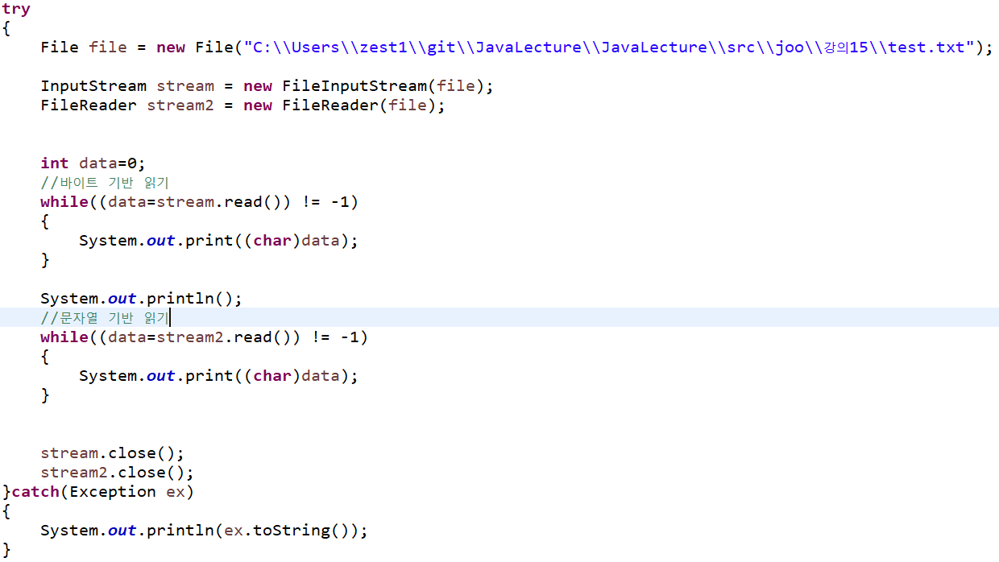 try
{
    File file = new File("C:\\Users\\zest1\\git\\JavaLecture\\JavaLecture\\src\\joo\\강의15\\test.txt");
    InputStream stream = new FileInputStream(file);
    FileReader stream2 = new FileReader(file);
    int data=0;
    //바이트 기반 읽기
    while((data=stream.read()) != -1)
    {
        System.out.print((char)data);
    }
    System.out.println();
    //문자열 기반 읽기
    while((data=stream2.read()) != -1)
    {
        System.out.print((char)data);
    }
    stream.close();
    stream2.close();
}catch(Exception ex)
{
    System.out.println(ex.toString());
}